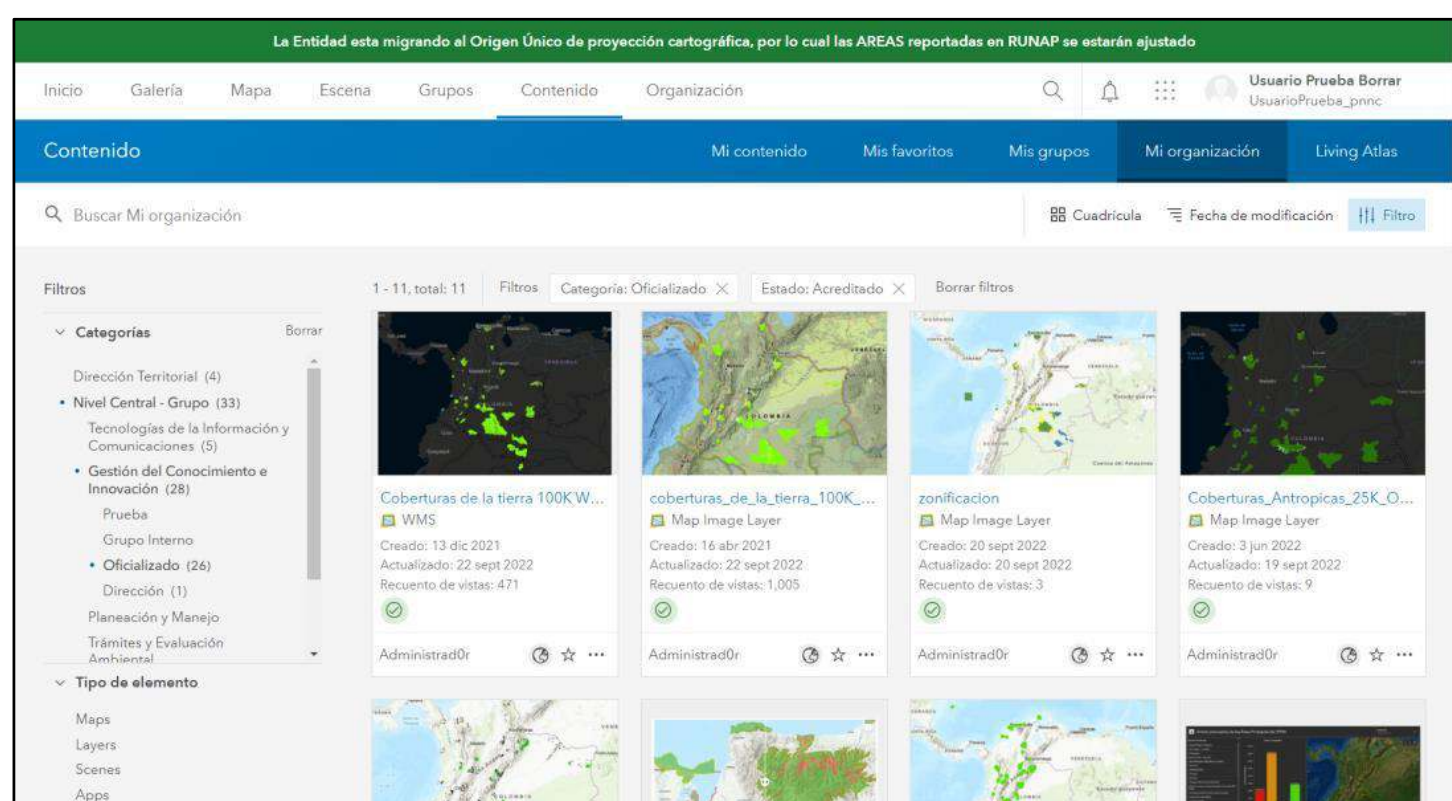 La Entidad esta migrando al Origen Único de proyección cartográfica, por lo cual las AREAS reportadas en RUNAP se estarán ajustado
Inicio Galería Mapa Escena Grupos Contenido Organización
Usuario Prueba Borrar
UsuarioPrueba_pnnc
Contenido Mi contenido Mis favoritos Mis grupos Mi organización Living Atlas
Buscar Mi organización Cuadrícula Fecha de modificación Filtro
Filtros
1 - 11, total: 11 Filtros Categoría: Oficializado Estado: Acreditado Borrar filtros
Categorías Borrar
Dirección Territorial (4)
Nivel Central - Grupo (33)
Tecnologías de la Información y
Comunicaciones (5)
Gestión del Conocimiento e
Innovación (28)
Prueba
Grupo Interno
Oficializado (26)
Dirección (1)
Planeación y Manejo
Trámites y Evaluación
Ambiental
Tipo de elemento
Maps
Layers
Scenes
Apps
Coberturas de la tierra 100K W...
WMS
Creado: 13 dic 2021
Actualizado: 22 sept 2022
Recuento de vistas: 471
Administrad0r
coberturas_de_la_tierra_100K_...
Map Image Layer
Creado: 16 abr 2021
Actualizado: 22 sept 2022
Recuento de vistas: 1,005
Administrad0r
zonificacion
Map Image Layer
Creado: 20 sept 2022
Actualizado: 20 sept 2022
Recuento de vistas: 3
Administrad0r
Coberturas_Antropicas_25K_O...
Map Image Layer
Creado: 3 jun 2022
Actualizado: 19 sept 2022
Recuento de vistas: 9
Administrad0r